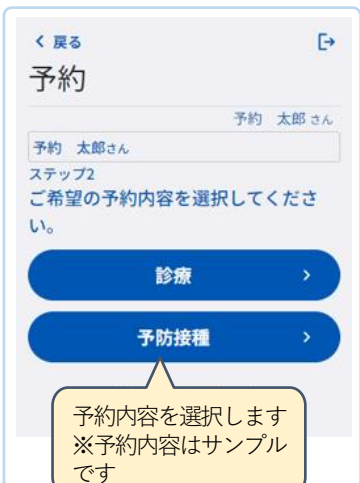 戻る
予約
予約 太郎 さん
予約 太郎さん
ステップ2
ご希望の予約内容を選択してくださ
い。
診療
予防接種
予約内容を選択します
※予約内容はサンプル
です